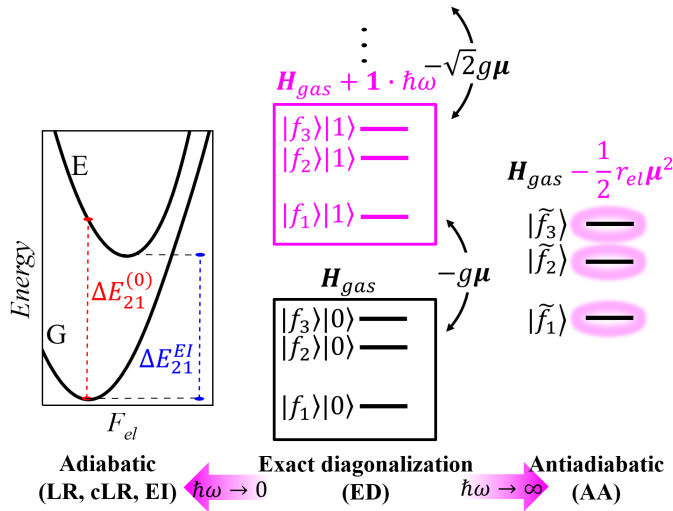 ⋮
−√2gμ
H_gas + 1 · ħω
|f₃⟩|1⟩
|f₂⟩|1⟩
|f₁⟩|1⟩
−gμ
H_gas
|f₃⟩|0⟩
|f₂⟩|0⟩
|f₁⟩|0⟩
Energy
E
G
ΔE₂₁⁽⁰⁾
ΔE₂₁ᴱᴵ
F_el
H_gas − 1/2 r_el μ²
|f̃₃⟩
|f̃₂⟩
|f̃₁⟩
Adiabatic
(LR, cLR, EI)
ħω → 0
Exact diagonalization
(ED)
ħω → ∞
Antiadiabatic
(AA)